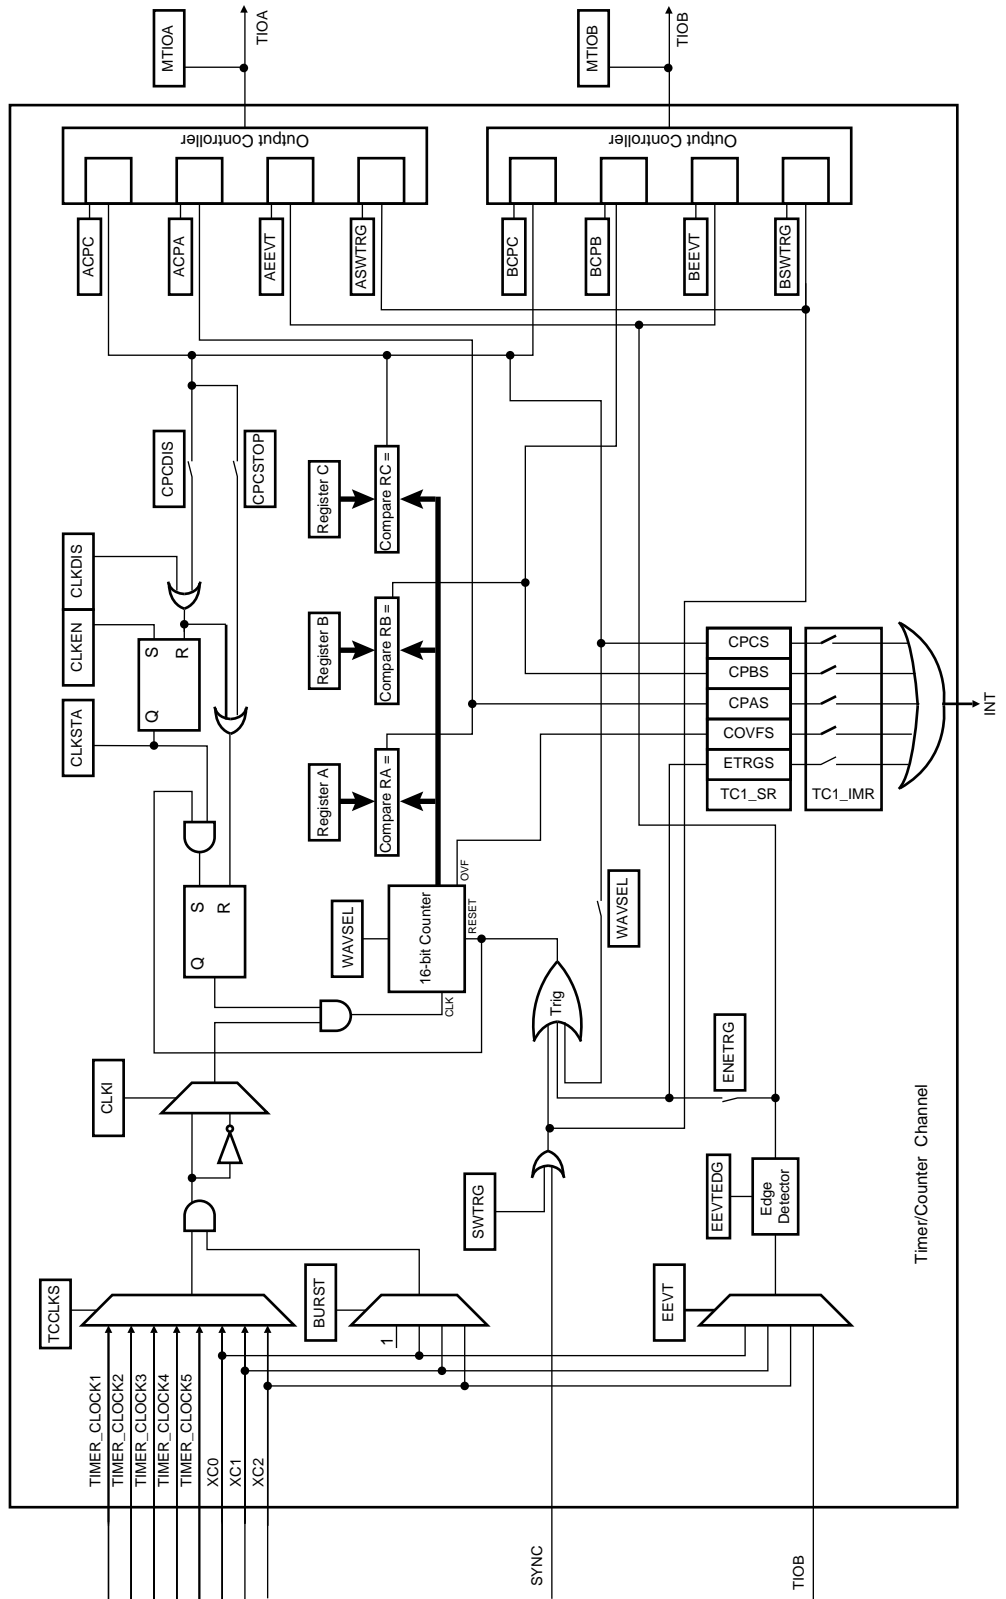 MTIOA
TIOA
MTIOB
TIOB
Output Controller
Output Controller
ACPC
ACPA
AEEVT
ASWTRG
BCPC
BCPB
BEEVT
BSWTRG
CPCDIS
CPCSTOP
Register C
Compare RC =
CLKDIS
CLKEN
S
R
Q
CLKSTA
Register B
Compare RB =
Register A
Compare RA =
CPCS
CPBS
CPAS
COVFS
ETRGS
TC1_SR
TC1_IMR
INT
S
R
Q
WAVSEL
16-bit Counter
OVF
RESET
CLK
WAVSEL
Trig
CLKI
ENETRG
SWTRG
EEVTEDG
Edge
Detector
Timer/Counter Channel
TCCLKS
BURST
1
EEVT
TIMER_CLOCK1
TIMER_CLOCK2
TIMER_CLOCK3
TIMER_CLOCK4
TIMER_CLOCK5
XC0
XC1
XC2
SYNC
TIOB